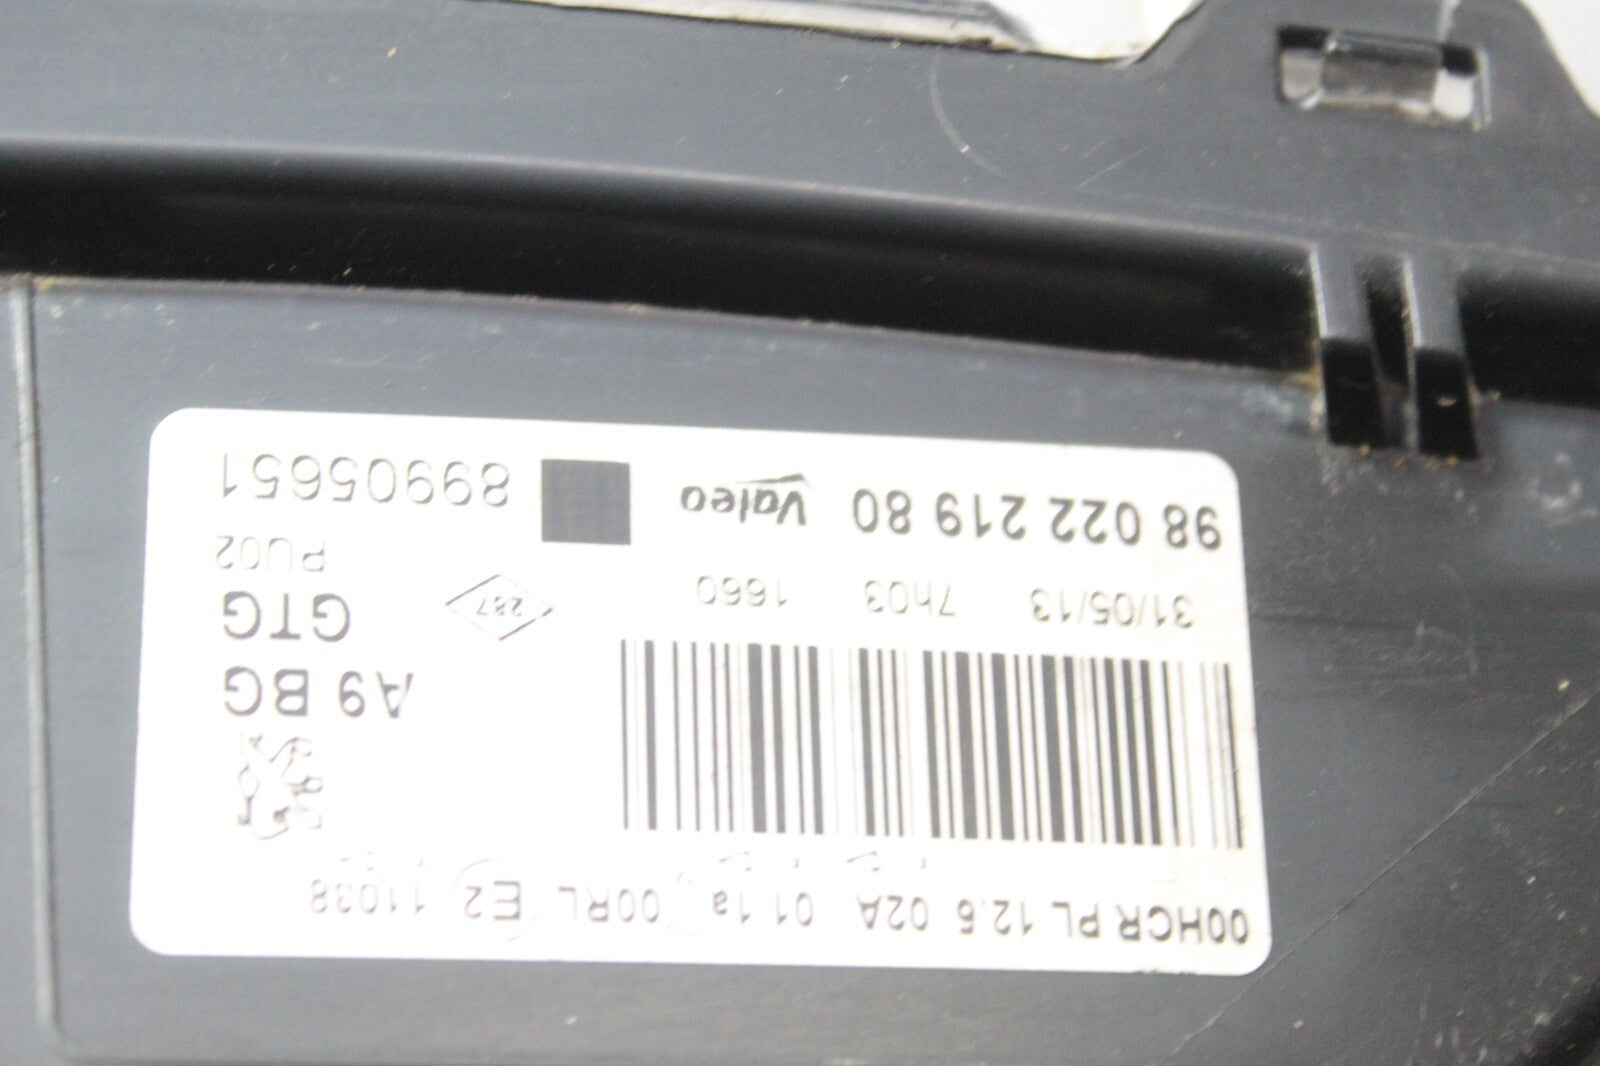 00HCR PL 12.5 02A 01 1a 00RL E2 11038
A9 BG
GTG
287
31/05/13 7h03 1660
PU02
98 022 219 80 Valeo 89905651